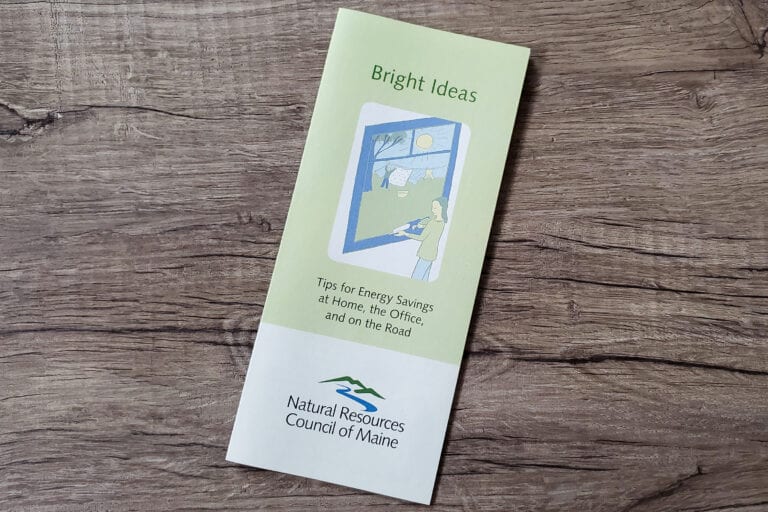 Bright Ideas
Tips for Energy Savings
at Home, the Office,
and on the Road
Natural Resources
Council of Maine